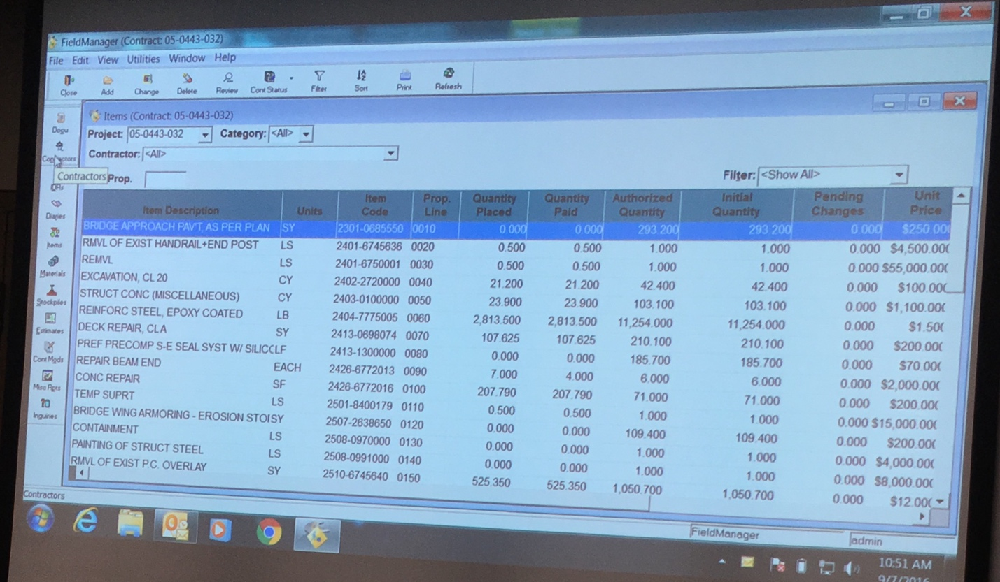 FieldManager (Contract: 05-0443-032)
File Edit View Utilities Window Help
Close Add Change Delete Review Cont Status Filter Sort Print Refresh
Items (Contract: 05-0443-032)
Project: 05-0443-032 Category: <All>
Contractor: <All>
Prop. Filter: <Show All>
Docu
Contractors
Contractors
Diaries
Items
Materials
Stockpiles
Estimates
Cont Mods
Misc Rpts
Inquiries
Item Description Units Item Code Prop. Line Quantity Placed Quantity Paid Authorized Quantity Initial Quantity Pending Changes Unit Price
BRIDGE APPROACH PAV'T, AS PER PLAN SY 2301-0685550 0010 0.000 0.000 293.200 293.200 0.000 $250.00
RMVL OF EXIST HANDRAIL+END POST LS 2401-6745636 0020 0.500 0.500 1.000 1.000 0.000 $4,500.00
REMVL LS 2401-6750001 0030 0.500 0.500 1.000 1.000 0.000 $55,000.00
EXCAVATION, CL 20 CY 2402-2720000 0040 21.200 21.200 42.400 42.400 0.000 $100.00
STRUCT CONC (MISCELLANEOUS) CY 2403-0100000 0050 23.900 23.900 103.100 103.100 0.000 $1,100.00
REINFORC STEEL, EPOXY COATED LB 2404-7775005 0060 2,813.500 2,813.500 11,254.000 11,254.000 0.000 $1.50
DECK REPAIR, CL A SY 2413-0698074 0070 107.625 107.625 210.100 210.100 0.000 $200.00
PREF PRECOMP S-E SEAL SYST W/ SILICC LF 2413-1300000 0080 0.000 0.000 185.700 185.700 0.000 $70.00
REPAIR BEAM END EACH 2426-6772013 0090 7.000 4.000 6.000 6.000 0.000 $2,000.00
CONC REPAIR SF 2426-6772016 0100 207.790 207.790 71.000 71.000 0.000 $200.00
TEMP SUPRT LS 2501-8400179 0110 0.500 0.500 1.000 1.000 0.000 $15,000.00
BRIDGE WING ARMORING - EROSION STOI SY 2507-2638650 0120 0.000 0.000 109.400 109.400 0.000 $200.00
CONTAINMENT LS 2508-0970000 0130 0.000 0.000 1.000 1.000 0.000 $4,000.00
PAINTING OF STRUCT STEEL LS 2508-0991000 0140 0.000 0.000 1.000 1.000 0.000 $8,000.00
RMVL OF EXIST P.C. OVERLAY SY 2510-6745640 0150 525.350 525.350 1,050.700 1,050.700 0.000 $12.00
Contractors
FieldManager admin
10:51 AM
9/7/2016